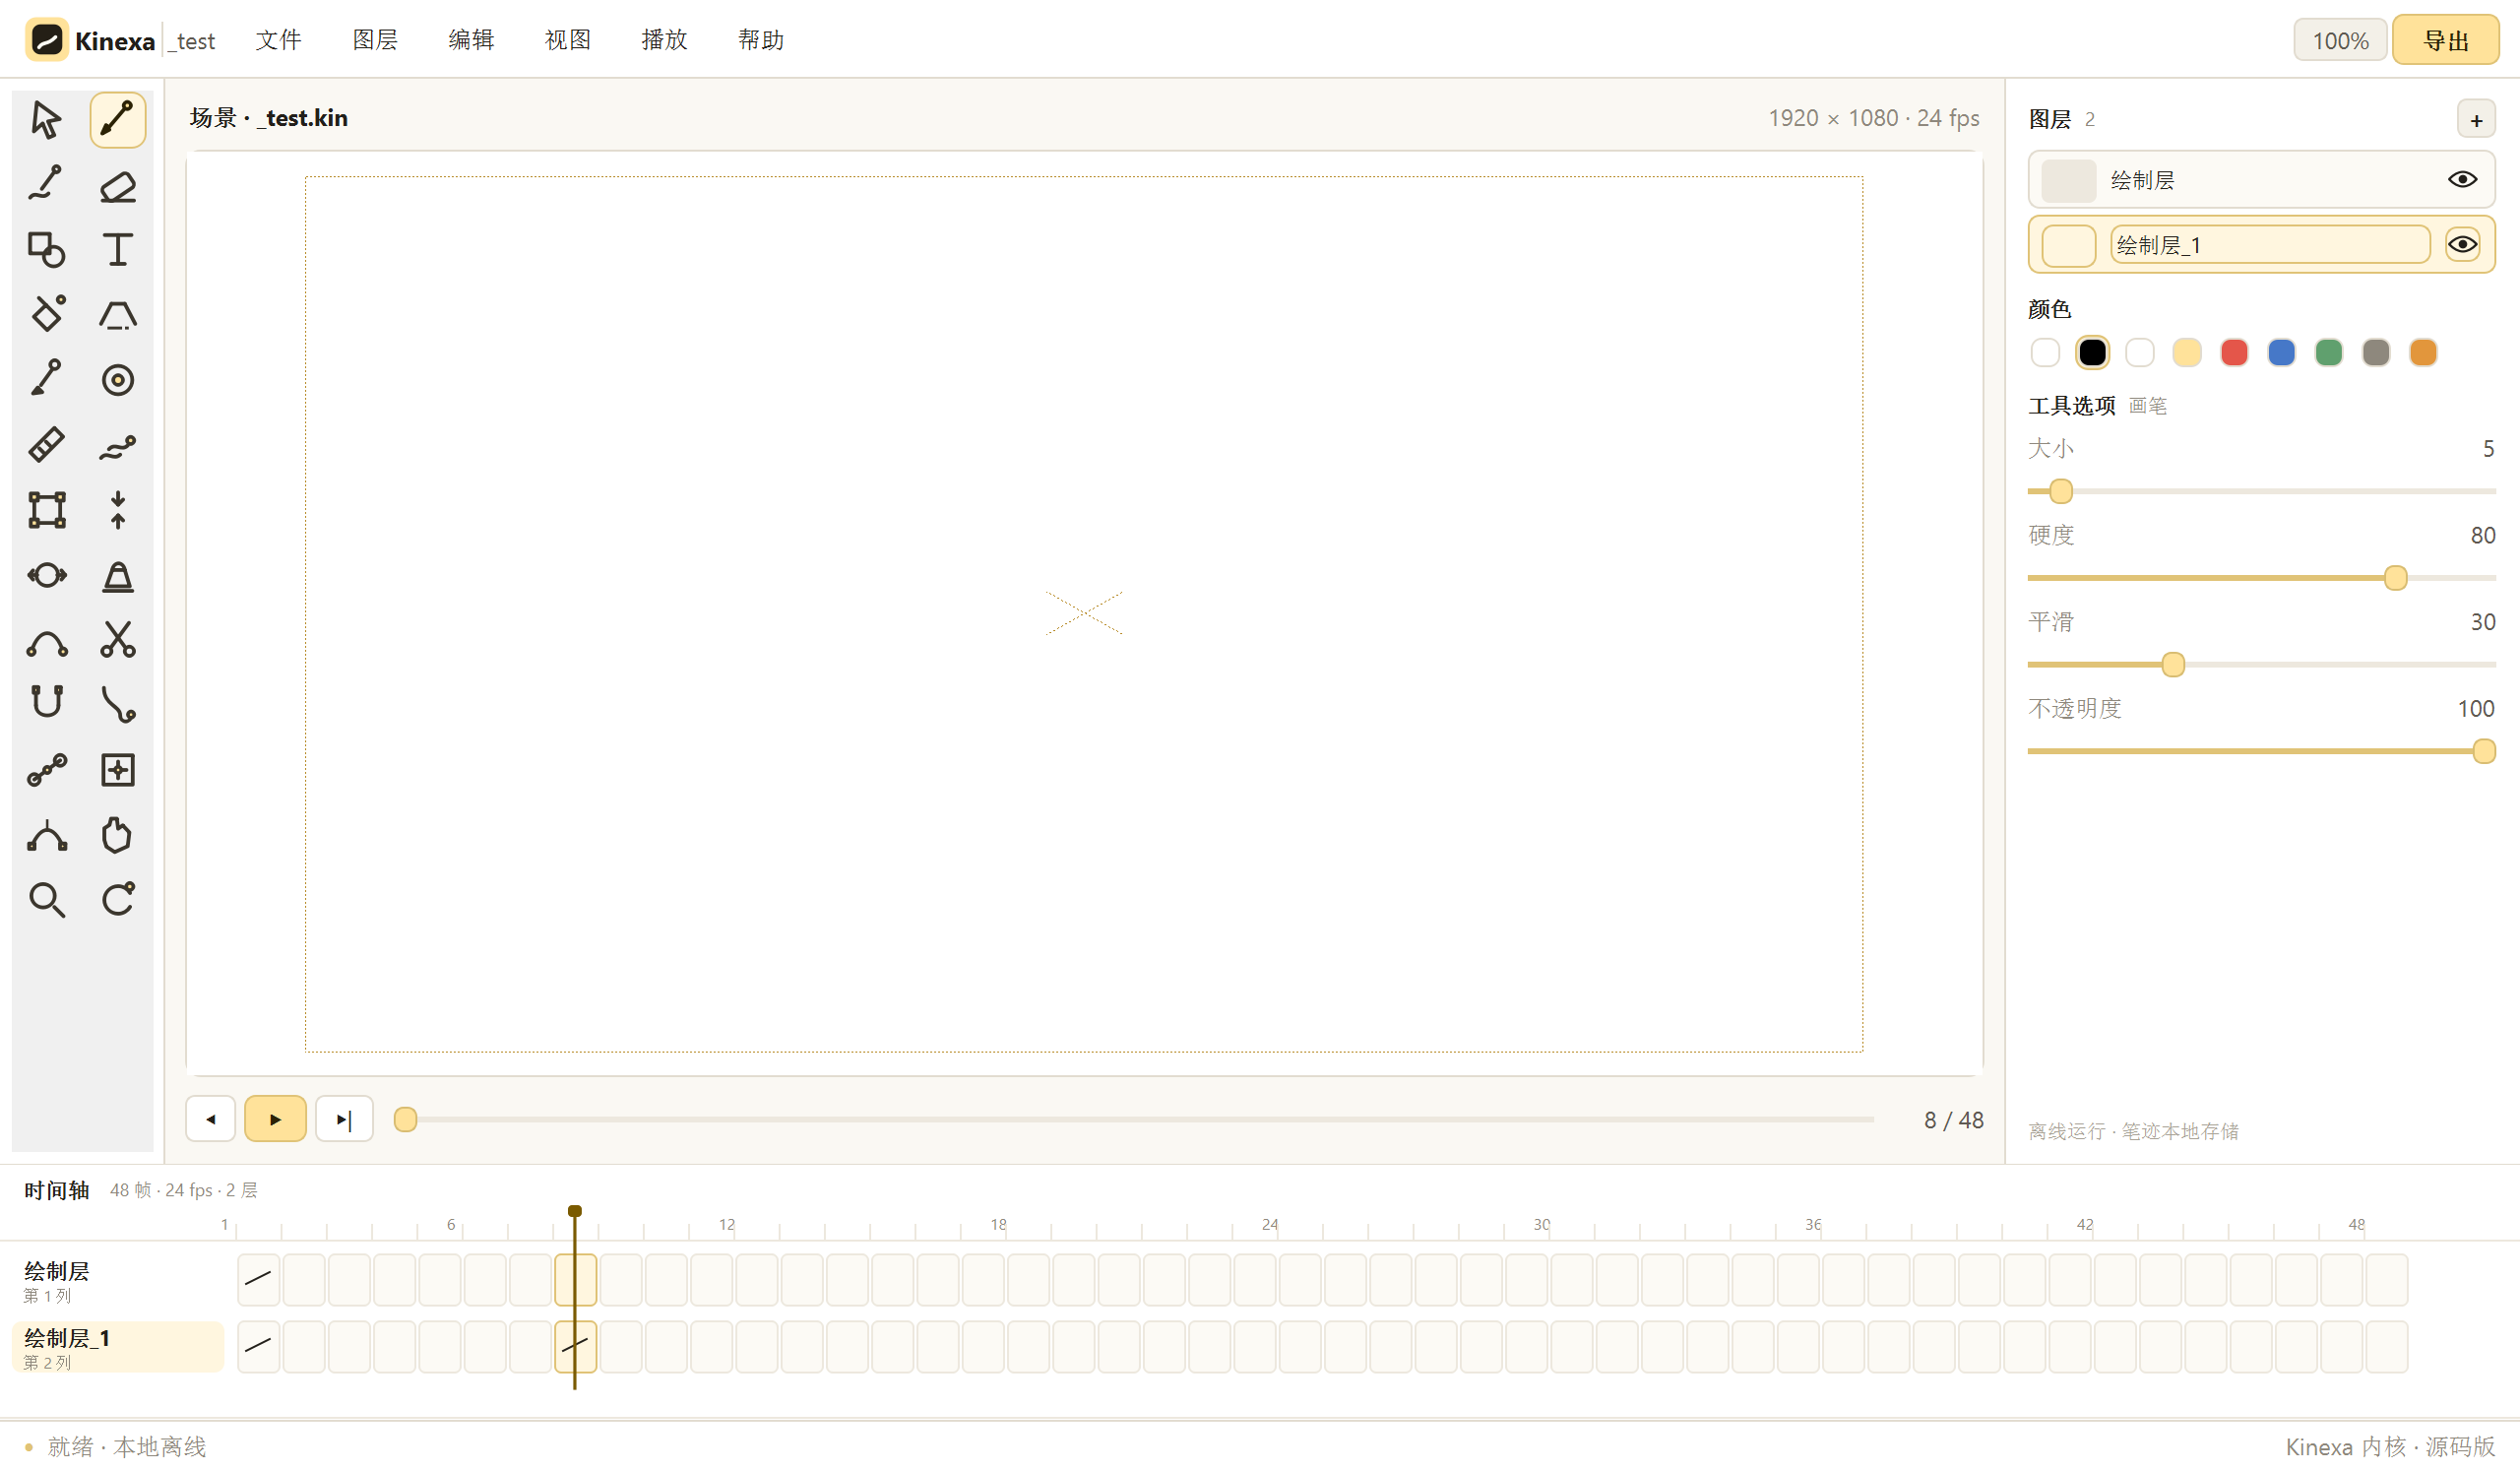 Kinexa _test 文件 图层 编辑 视图 播放 帮助 100% 导出
场景 · _test.kin 1920 × 1080 · 24 fps
图层 2 +
绘制层
绘制层_1
颜色
工具选项 画笔
大小 5
硬度 80
平滑 30
不透明度 100
8 / 48
离线运行 · 笔迹本地存储
时间轴 48 帧 · 24 fps · 2 层
1 6 12 18 24 30 36 42 48
绘制层
第 1 列
绘制层_1
第 2 列
就绪 · 本地离线 Kinexa 内核 · 源码版